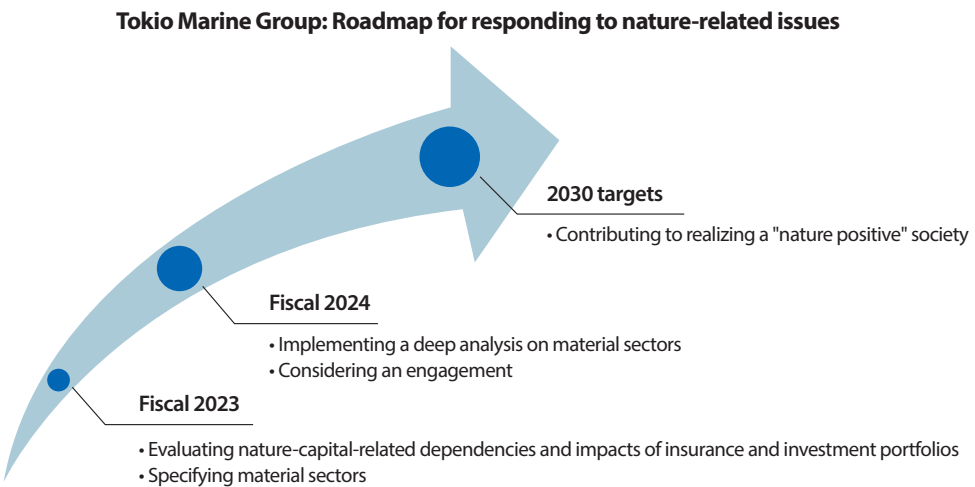 Tokio Marine Group: Roadmap for responding to nature-related issues
2030 targets
• Contributing to realizing a "nature positive" society
Fiscal 2024
• Implementing a deep analysis on material sectors
• Considering an engagement
Fiscal 2023
• Evaluating nature-capital-related dependencies and impacts of insurance and investment portfolios
• Specifying material sectors